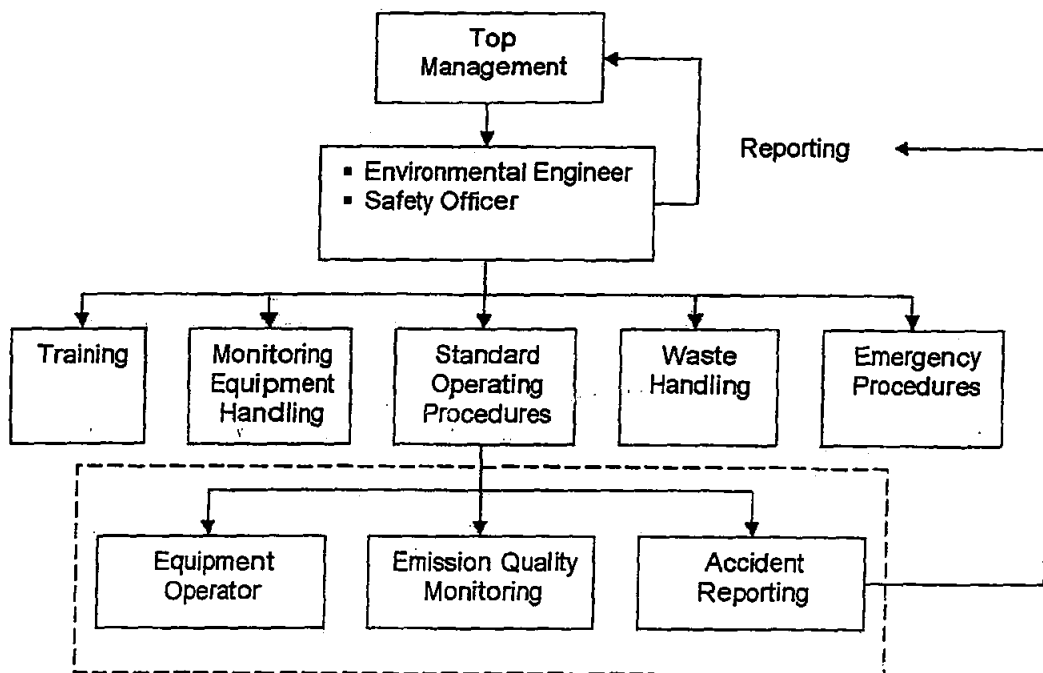 Top
Management
▪ Environmental Engineer
▪ Safety Officer
Reporting
Training
Monitoring
Equipment
Handling
Standard
Operating
Procedures
Waste
Handling
Emergency
Procedures
Equipment
Operator
Emission Quality
Monitoring
Accident
Reporting